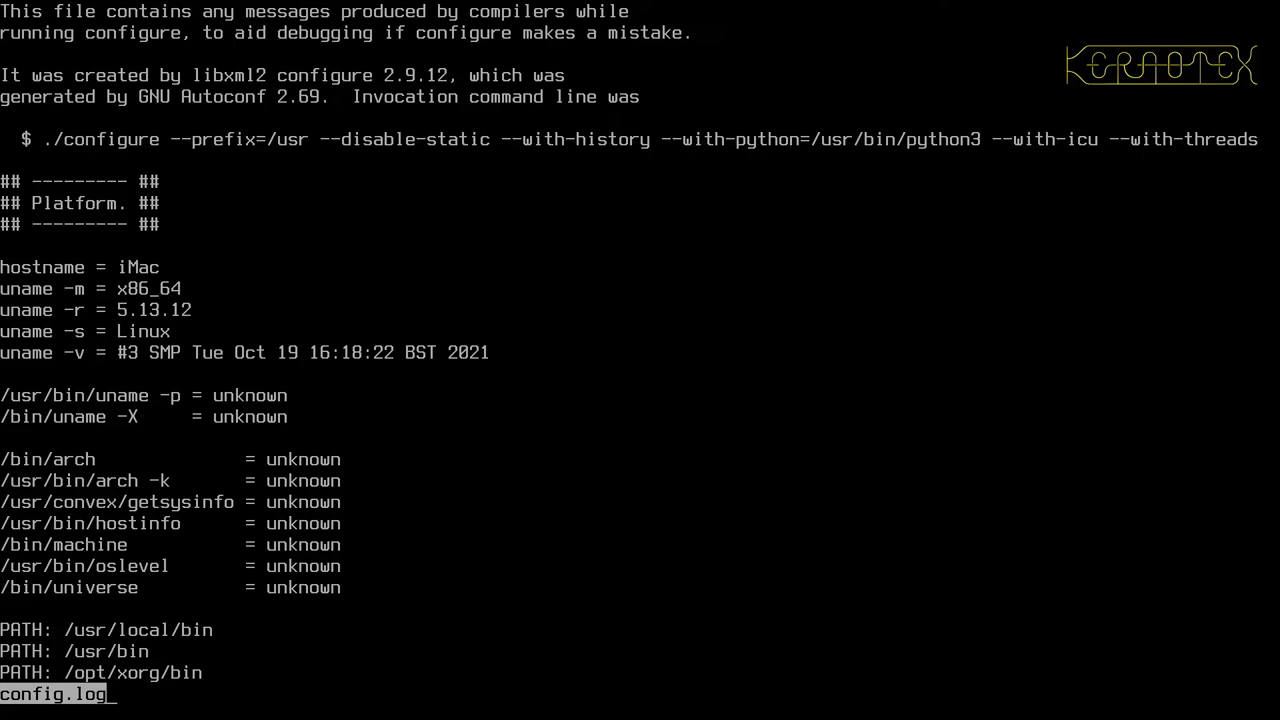 This file contains any messages produced by compilers while
running configure, to aid debugging if configure makes a mistake.
KERNOTEX
It was created by libxml2 configure 2.9.12, which was
generated by GNU Autoconf 2.69.  Invocation command line was
  $ ./configure --prefix=/usr --disable-static --with-history --with-python=/usr/bin/python3 --with-icu --with-threads
## --------- ##
## Platform. ##
## --------- ##
hostname = iMac
uname -m = x86_64
uname -r = 5.13.12
uname -s = Linux
uname -v = #3 SMP Tue Oct 19 16:18:22 BST 2021
/usr/bin/uname -p = unknown
/bin/uname -X     = unknown
/bin/arch              = unknown
/usr/bin/arch -k       = unknown
/usr/convex/getsysinfo = unknown
/usr/bin/hostinfo      = unknown
/bin/machine           = unknown
/usr/bin/oslevel       = unknown
/bin/universe          = unknown
PATH: /usr/local/bin
PATH: /usr/bin
PATH: /opt/xorg/bin
config.log